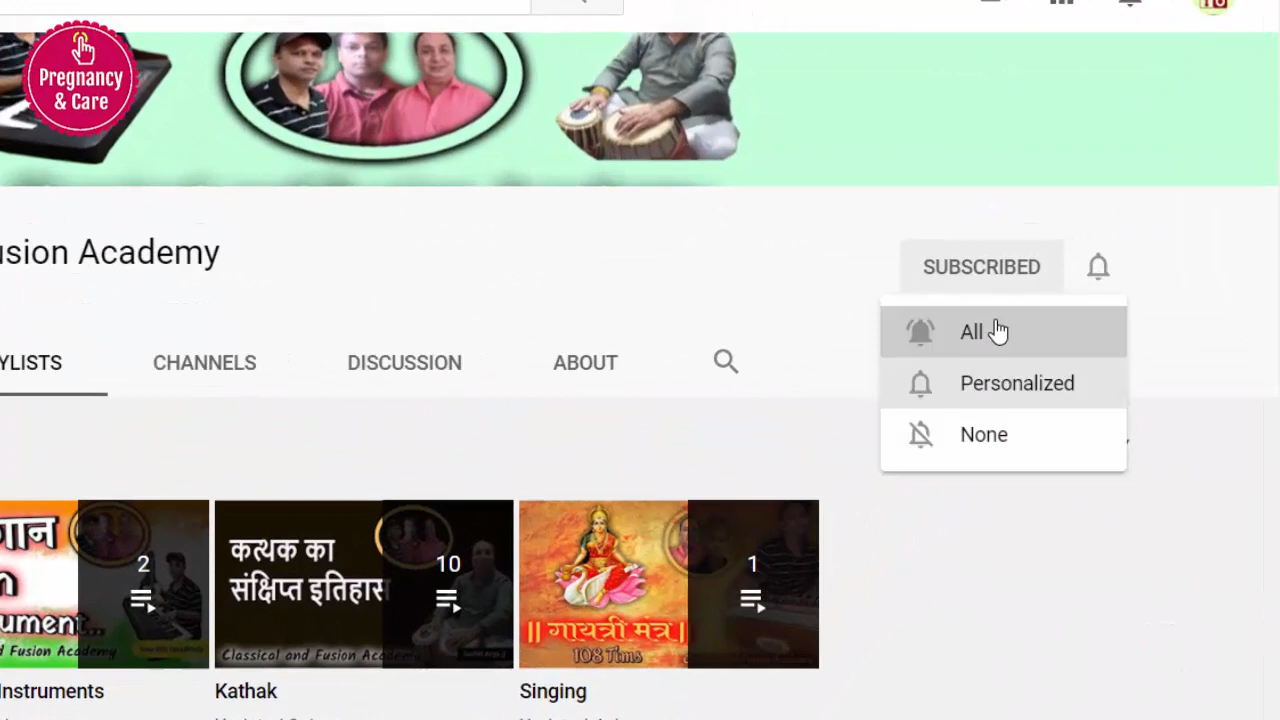 Pregnancy
& Care
usion Academy
SUBSCRIBED
All
Personalized
None
YLISTS
CHANNELS
DISCUSSION
ABOUT
गान
2
ument...
d Fusion Academy
कत्थक का
संक्षिप्त इतिहास
10
Classical and Fusion Academy
1
|| गायत्री मंत्र ||
108 Tims
Instruments
Kathak
Singing